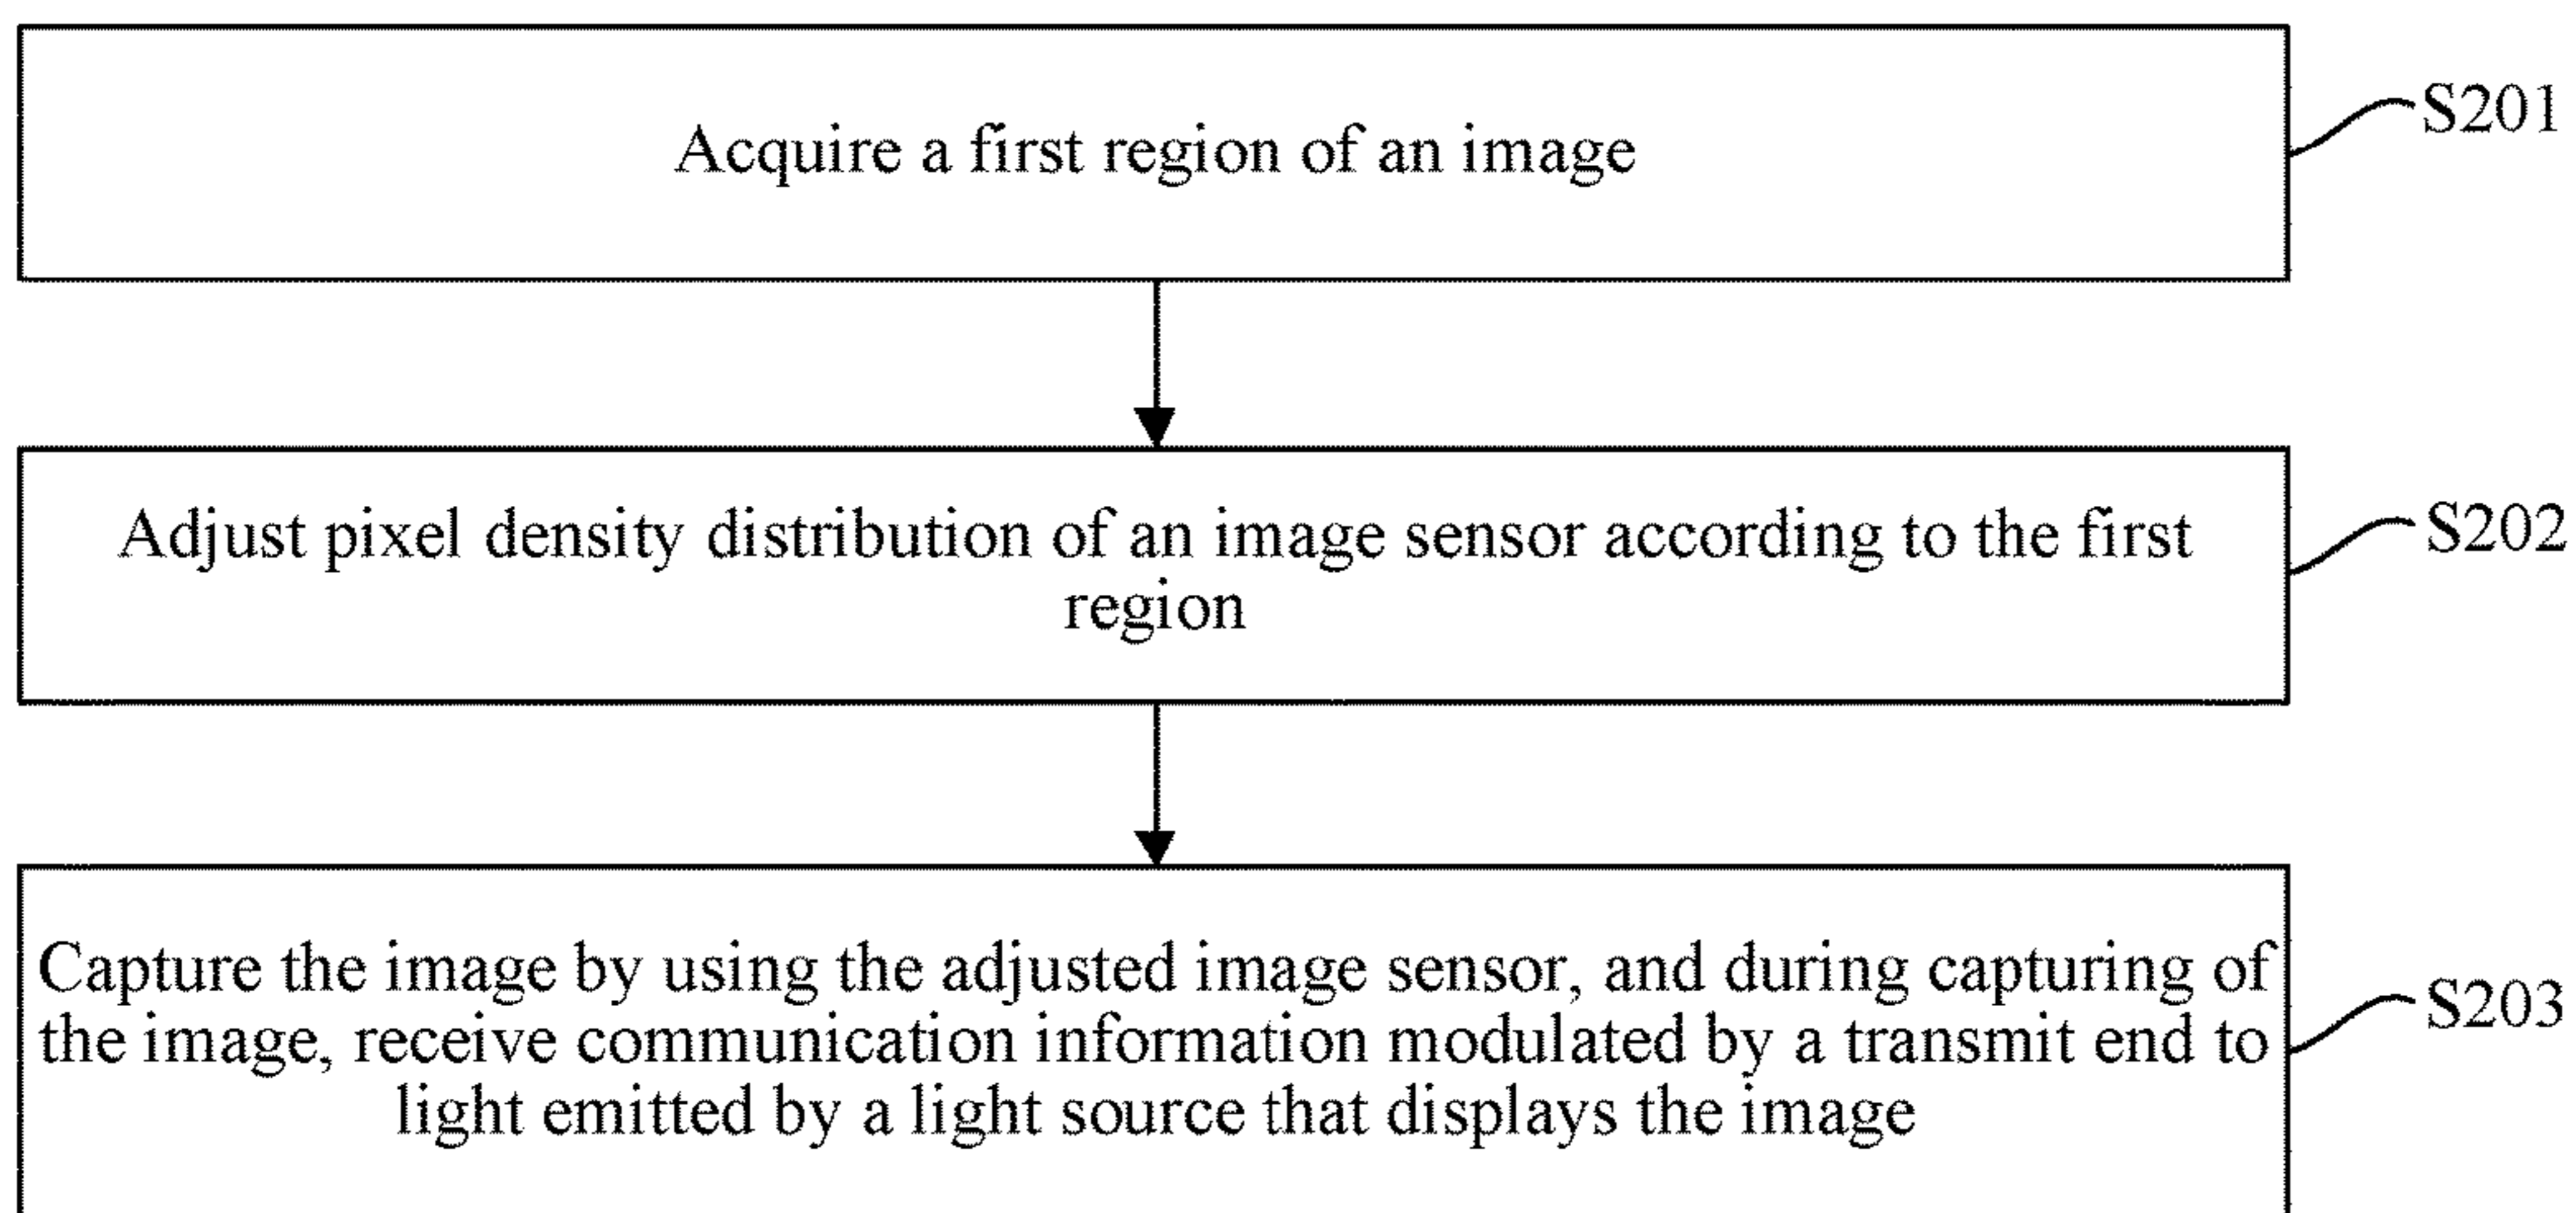 Acquire a first region of an image
S201
Adjust pixel density distribution of an image sensor according to the first
region
S202
Capture the image by using the adjusted image sensor, and during capturing of
the image, receive communication information modulated by a transmit end to
light emitted by a light source that displays the image
S203